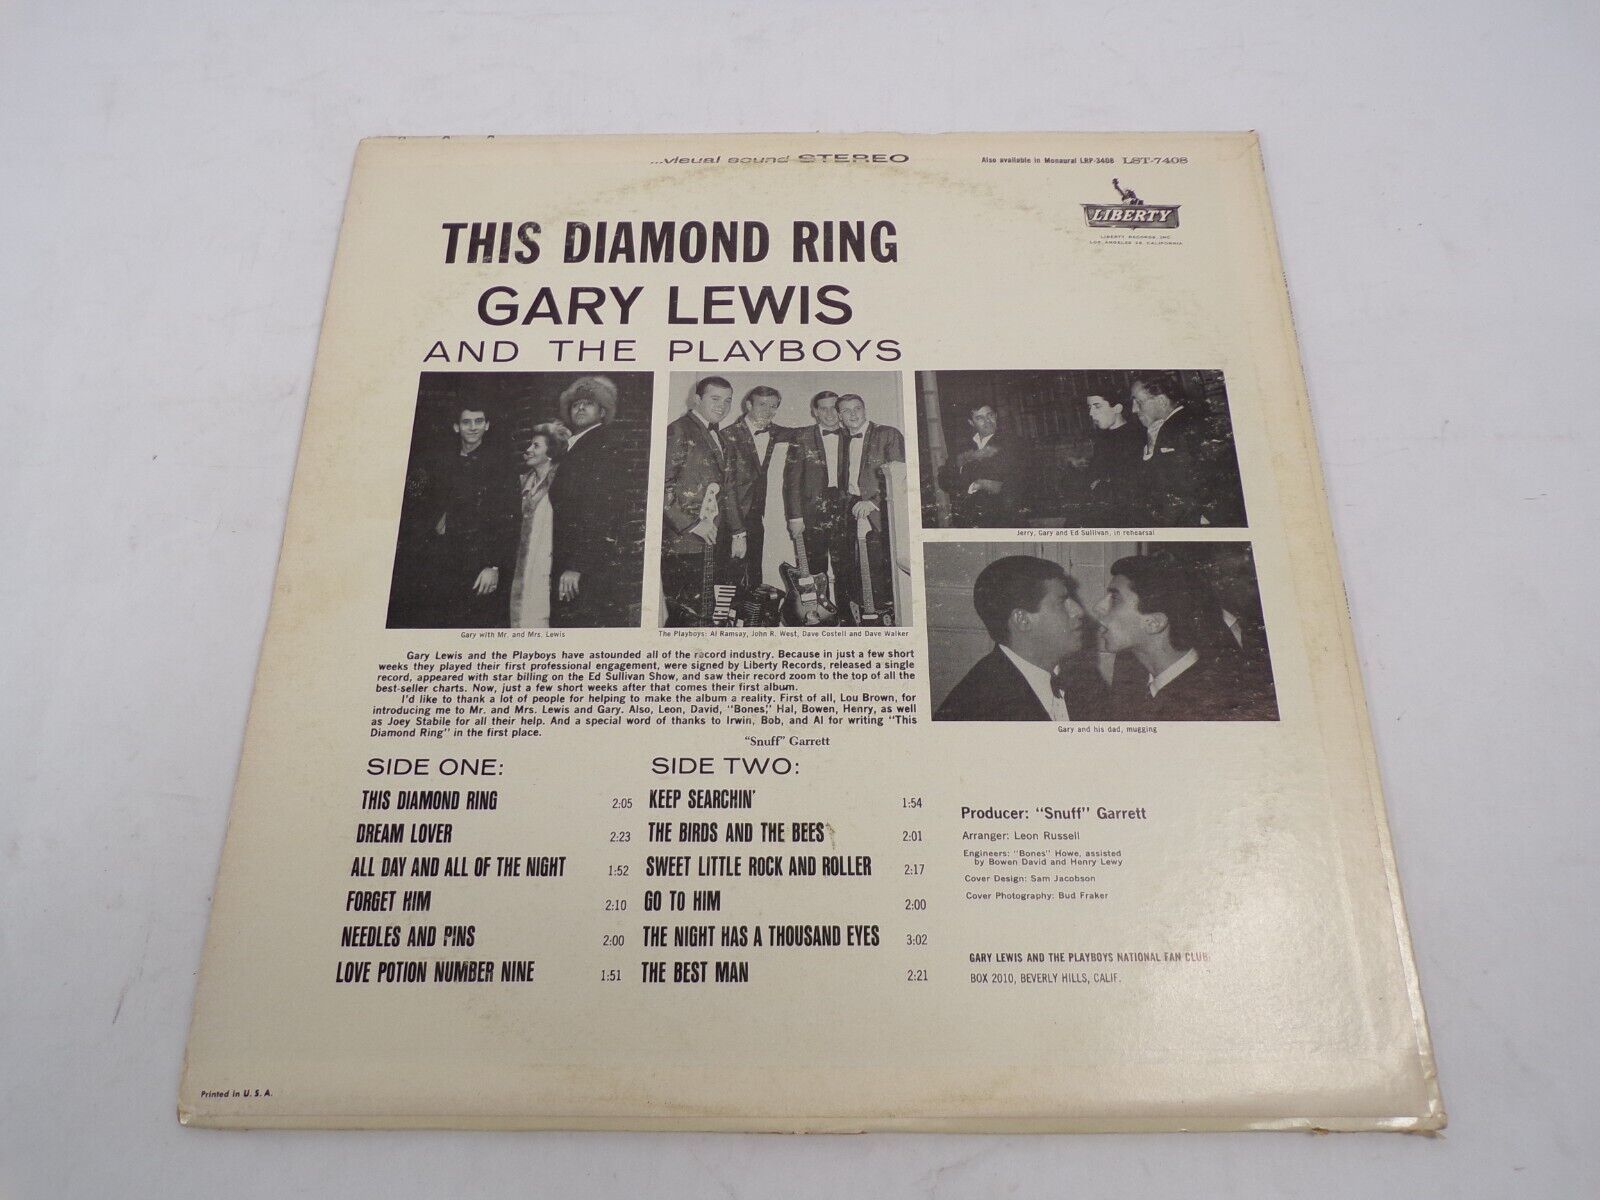 ...visual sound STEREO
Also available in Monaural LRP-3408 LST-7408
LIBERTY
LIBERTY RECORDS, INC.
LOS ANGELES 28, CALIFORNIA
THIS DIAMOND RING
GARY LEWIS
AND THE PLAYBOYS
Gary with Mr. and Mrs. Lewis
The Playboys: Al Ramsay, John R. West, Dave Costell and Dave Walker
Jerry, Gary and Ed Sullivan, in rehearsal
Gary and his dad, mugging
Gary Lewis and the Playboys have astounded all of the record industry. Because in just a few short
weeks they played their first professional engagement, were signed by Liberty Records, released a single
record, appeared with star billing on the Ed Sullivan Show, and saw their record zoom to the top of all the
best-seller charts. Now, just a few short weeks after that comes their first album.
I'd like to thank a lot of people for helping to make the album a reality. First of all, Lou Brown, for
introducing me to Mr. and Mrs. Lewis and Gary. Also, Leon, David, "Bones," Hal, Bowen, Henry, as well
as Joey Stabile for all their help. And a special word of thanks to Irwin, Bob, and Al for writing "This
Diamond Ring" in the first place.
"Snuff" Garrett
SIDE ONE:
THIS DIAMOND RING 2:05
DREAM LOVER 2:23
ALL DAY AND ALL OF THE NIGHT 1:52
FORGET HIM 2:10
NEEDLES AND PINS 2:00
LOVE POTION NUMBER NINE 1:51
SIDE TWO:
KEEP SEARCHIN' 1:54
THE BIRDS AND THE BEES 2:01
SWEET LITTLE ROCK AND ROLLER 2:17
GO TO HIM 2:00
THE NIGHT HAS A THOUSAND EYES 3:02
THE BEST MAN 2:21
Producer: "Snuff" Garrett
Arranger: Leon Russell
Engineers: "Bones" Howe, assisted
by Bowen David and Henry Lewy
Cover Design: Sam Jacobson
Cover Photography: Bud Fraker
GARY LEWIS AND THE PLAYBOYS NATIONAL FAN CLUB
BOX 2010, BEVERLY HILLS, CALIF.
Printed in U. S. A.